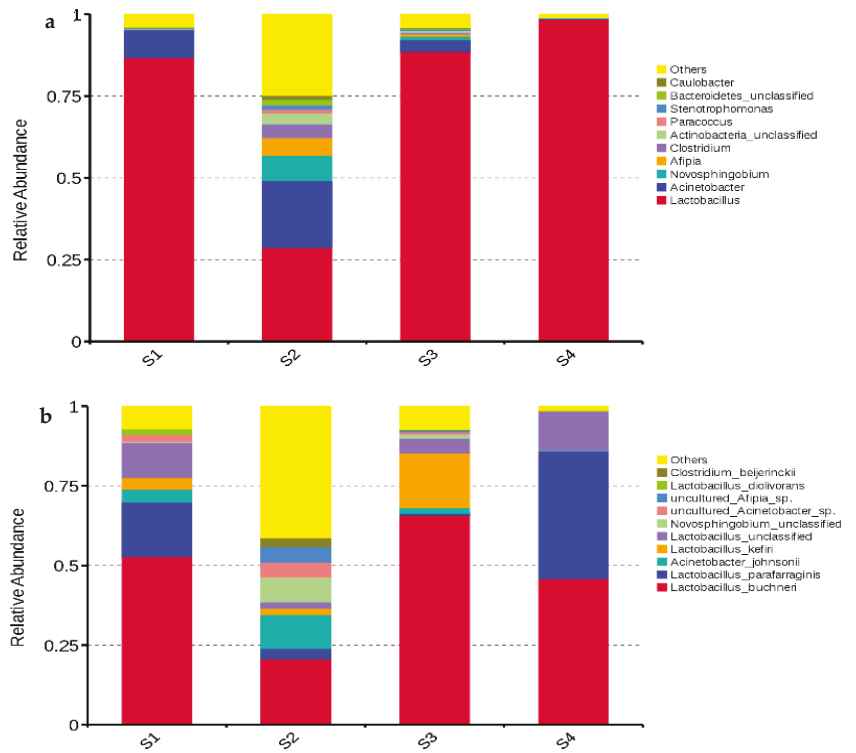 a
1
0.75
0.5
0.25
0
Relative Abundance
S1
S2
S3
S4
Others
Caulobacter
Bacteroidetes_unclassified
Stenotrophomonas
Paracoccus
Actinobacteria_unclassified
Clostridium
Afipia
Novosphingobium
Acinetobacter
Lactobacillus
b
1
0.75
0.5
0.25
0
Relative Abundance
S1
S2
S3
S4
Others
Clostridium_beijerinckii
Lactobacillus_diolivorans
uncultured_Afipia_sp.
uncultured_Acinetobacter_sp.
Novosphingobium_unclassified
Lactobacillus_unclassified
Lactobacillus_kefiri
Acinetobacter_johnsonii
Lactobacillus_parafarraginis
Lactobacillus_buchneri